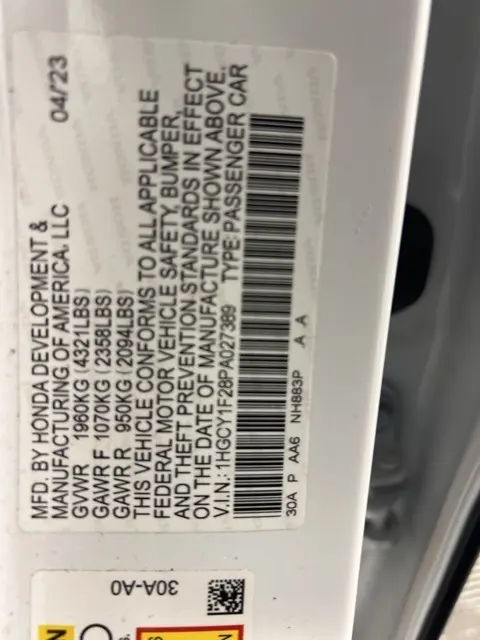 MFD. BY HONDA DEVELOPMENT & 04/'23
MANUFACTURING OF AMERICA, LLC
GVWR 1960KG (4321LBS)
GAWR F 1070KG (2358LBS)
GAWR R 950KG (2094LBS)
THIS VEHICLE CONFORMS TO ALL APPLICABLE
FEDERAL MOTOR VEHICLE SAFETY, BUMPER,
AND THEFT PREVENTION STANDARDS IN EFFECT
ON THE DATE OF MANUFACTURE SHOWN ABOVE.
V.I.N.: 1HGCY1F28PA027389 TYPE: PASSENGER CAR
30A P AA6 NH883P A A
30A-A0